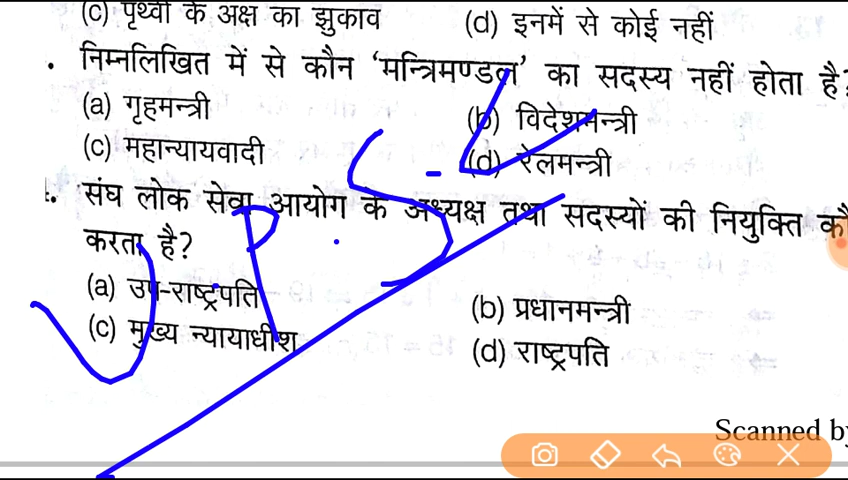 (c) पृथ्वी के अक्ष का झुकाव (d) इनमें से कोई नहीं
. निम्नलिखित में से कौन ‘मन्त्रिमण्डल’ का सदस्य नहीं होता है?
(a) गृहमन्त्री (b) विदेशमन्त्री
(c) महान्यायवादी (d) रेलमन्त्री
. संघ लोक सेवा आयोग के अध्यक्ष तथा सदस्यों की नियुक्ति
करता है?
(a) उप-राष्ट्रपति (b) प्रधानमन्त्री
(c) मुख्य न्यायाधीश (d) राष्ट्रपति
Scanned by